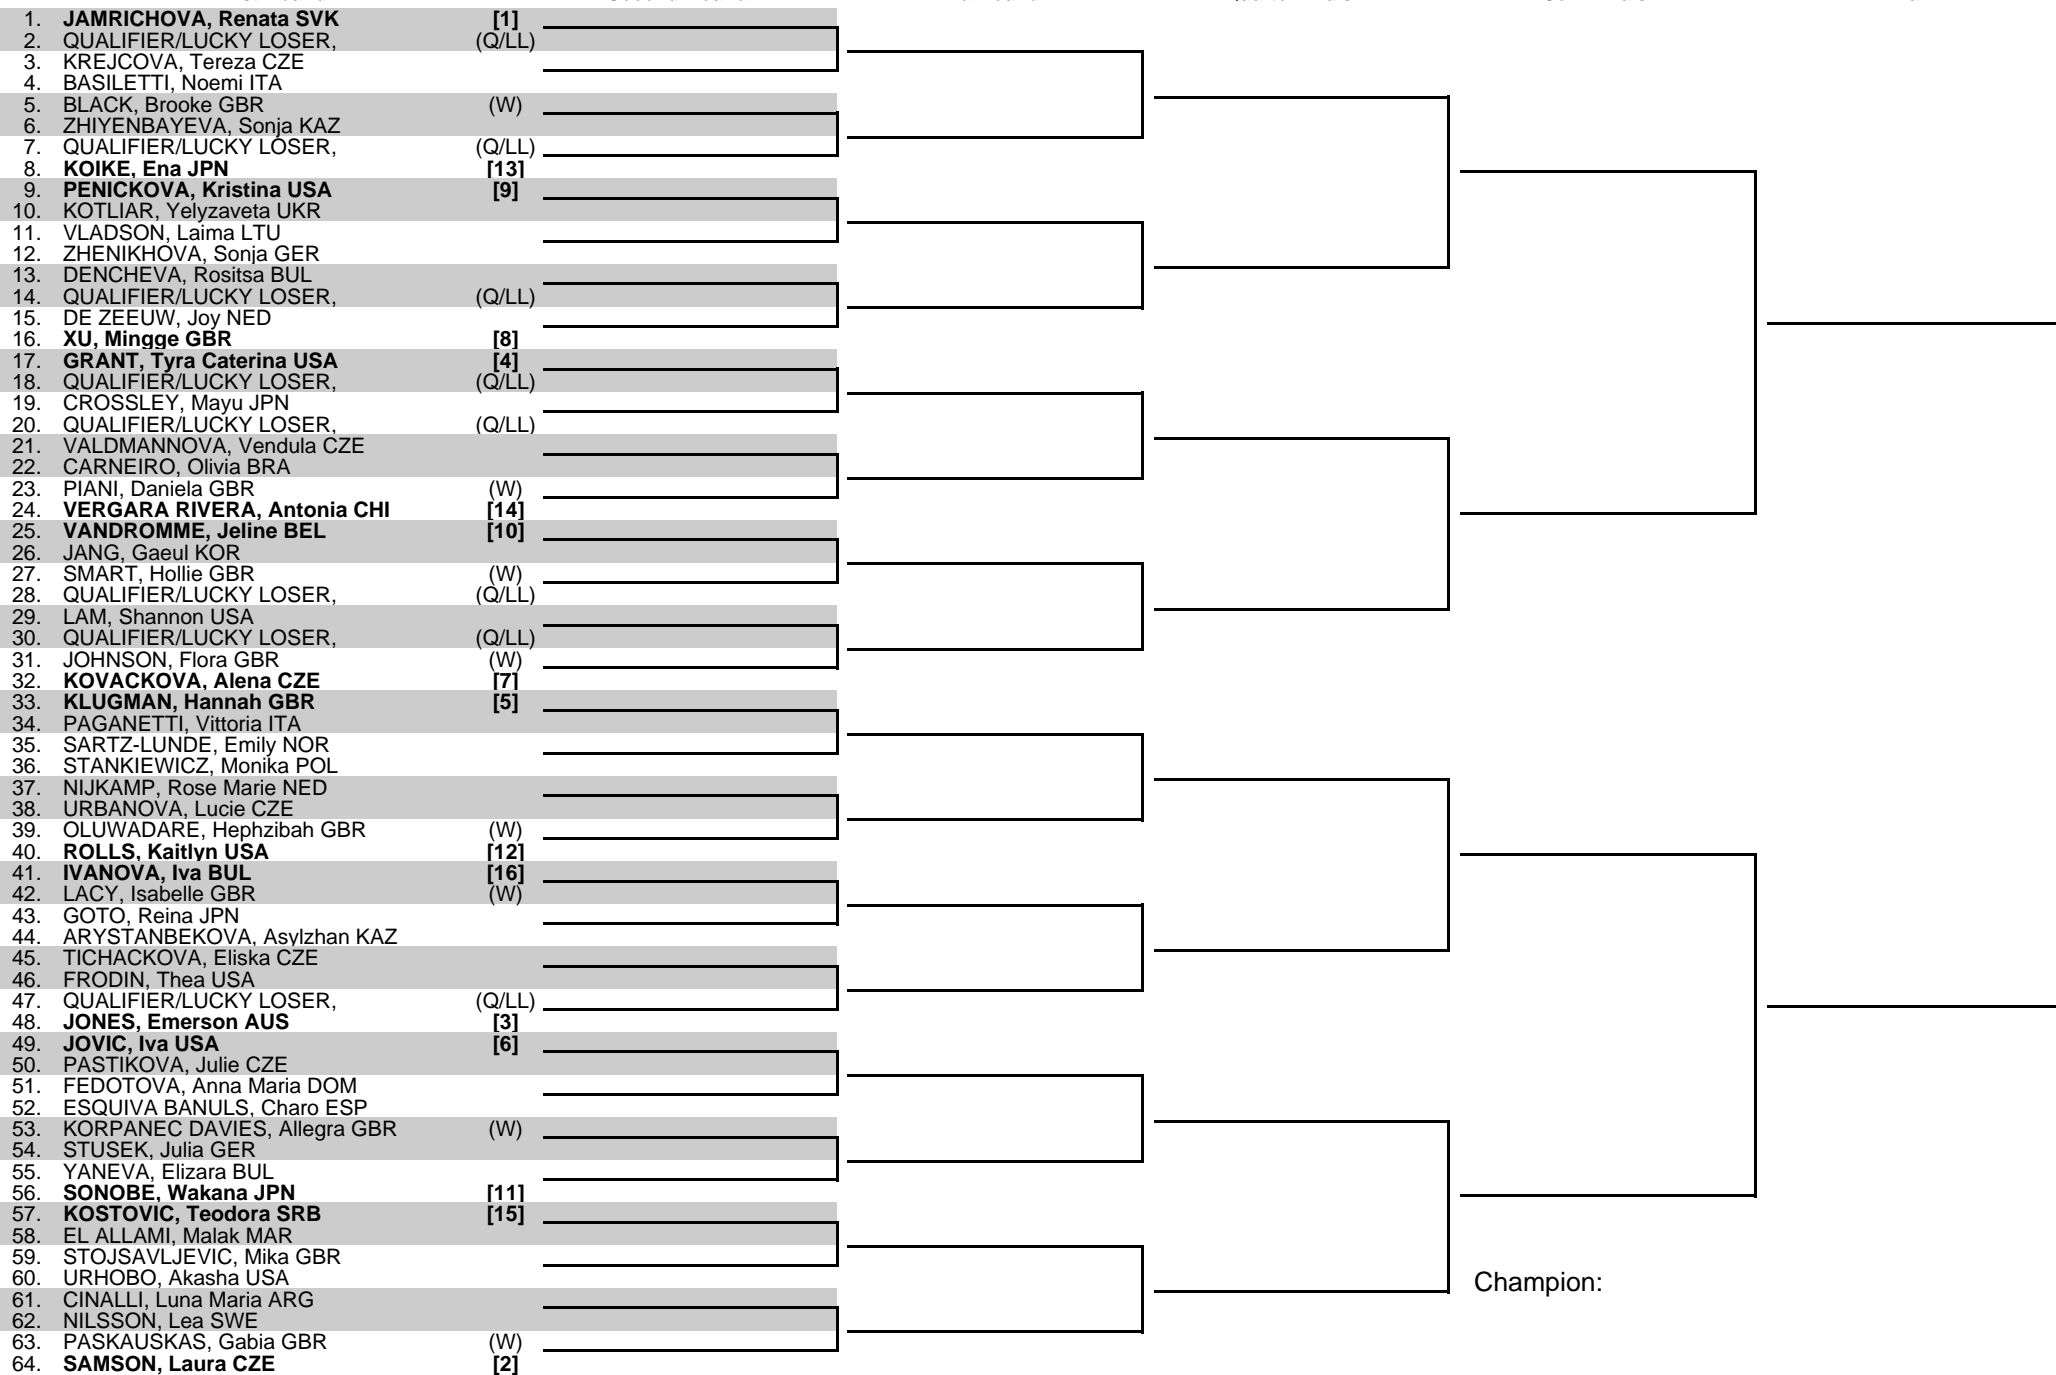 1. JAMRICHOVA, Renata SVK [1]
2. QUALIFIER/LUCKY LOSER, (Q/LL)
3. KREJCOVA, Tereza CZE
4. BASILETTI, Noemi ITA
5. BLACK, Brooke GBR (W)
6. ZHIYENBAYEVA, Sonja KAZ
7. QUALIFIER/LUCKY LOSER, (Q/LL)
8. KOIKE, Ena JPN [13]
9. PENICKOVA, Kristina USA [9]
10. KOTLIAR, Yelyzaveta UKR
11. VLADSON, Laima LTU
12. ZHENIKHOVA, Sonja GER
13. DENCHEVA, Rositsa BUL
14. QUALIFIER/LUCKY LOSER, (Q/LL)
15. DE ZEEUW, Joy NED
16. XU, Mingge GBR [8]
17. GRANT, Tyra Caterina USA [4]
18. QUALIFIER/LUCKY LOSER, (Q/LL)
19. CROSSLEY, Mayu JPN
20. QUALIFIER/LUCKY LOSER, (Q/LL)
21. VALDMANNOVA, Vendula CZE
22. CARNEIRO, Olivia BRA
23. PIANI, Daniela GBR (W)
24. VERGARA RIVERA, Antonia CHI [14]
25. VANDROMME, Jeline BEL [10]
26. JANG, Gaeul KOR
27. SMART, Hollie GBR (W)
28. QUALIFIER/LUCKY LOSER, (Q/LL)
29. LAM, Shannon USA
30. QUALIFIER/LUCKY LOSER, (Q/LL)
31. JOHNSON, Flora GBR (W)
32. KOVACKOVA, Alena CZE [7]
33. KLUGMAN, Hannah GBR [5]
34. PAGANETTI, Vittoria ITA
35. SARTZ-LUNDE, Emily NOR
36. STANKIEWICZ, Monika POL
37. NIJKAMP, Rose Marie NED
38. URBANOVA, Lucie CZE
39. OLUWADARE, Hephzibah GBR (W)
40. ROLLS, Kaitlyn USA [12]
41. IVANOVA, Iva BUL [16]
42. LACY, Isabelle GBR (W)
43. GOTO, Reina JPN
44. ARYSTANBEKOVA, Asylzhan KAZ
45. TICHACKOVA, Eliska CZE
46. FRODIN, Thea USA
47. QUALIFIER/LUCKY LOSER, (Q/LL)
48. JONES, Emerson AUS [3]
49. JOVIC, Iva USA [6]
50. PASTIKOVA, Julie CZE
51. FEDOTOVA, Anna Maria DOM
52. ESQUIVA BANULS, Charo ESP
53. KORPANEC DAVIES, Allegra GBR (W)
54. STUSEK, Julia GER
55. YANEVA, Elizara BUL
56. SONOBE, Wakana JPN [11]
57. KOSTOVIC, Teodora SRB [15]
58. EL ALLAMI, Malak MAR
59. STOJSAVLJEVIC, Mika GBR
60. URHOBO, Akasha USA
Champion:
61. CINALLI, Luna Maria ARG
62. NILSSON, Lea SWE
63. PASKAUSKAS, Gabia GBR (W)
64. SAMSON, Laura CZE [2]